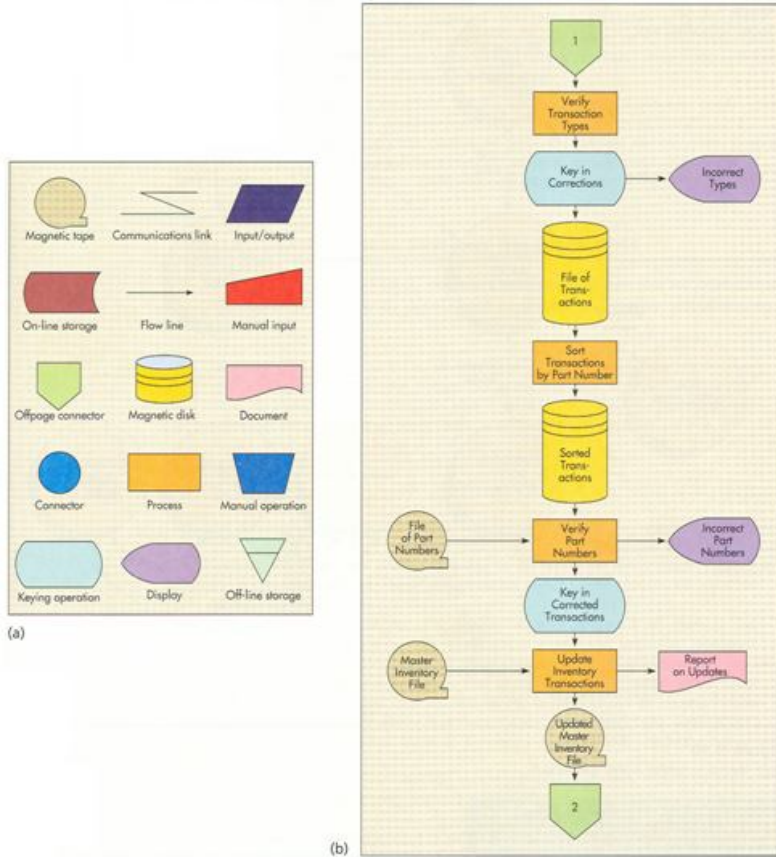 Magnetic tape
Communications link
Input/output
On-line storage
Flow line
Manual input
Offpage connector
Magnetic disk
Document
Connector
Process
Manual operation
Keying operation
Display
Off-line storage
(a)
1
Verify
Transaction
Types
Key in
Corrections
Incorrect
Types
File of
Trans-
actions
Sort
Transactions
by Part Number
Sorted
Trans-
actions
File
of Part
Numbers
Verify
Part
Numbers
Incorrect
Part
Numbers
Key in
Corrected
Transactions
Master
Inventory
File
Update
Inventory
Transactions
Report
on Updates
Updated
Master
Inventory
File
2
(b)